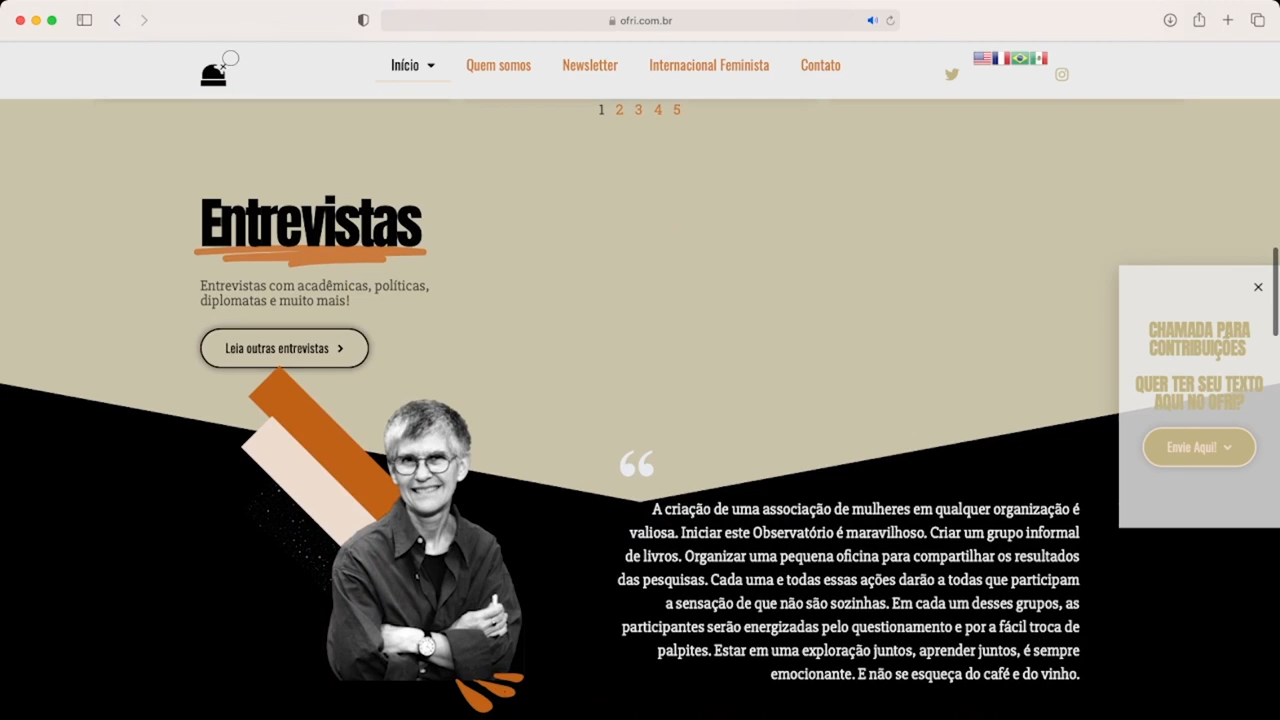 ofri.com.br
Início Quem somos Newsletter Internacional Feminista Contato
1 2 3 4 5
Entrevistas
Entrevistas com acadêmicas, políticas,
diplomatas e muito mais!
Leia outras entrevistas
CHAMADA PARA
CONTRIBUIÇÕES
QUER TER SEU TEXTO
AQUI NO OFRI?
Envie Aqui!
“
A criação de uma associação de mulheres em qualquer organização é
valiosa. Iniciar este Observatório é maravilhoso. Criar um grupo informal
de livros. Organizar uma pequena oficina para compartilhar os resultados
das pesquisas. Cada uma e todas essas ações darão a todas que participam
a sensação de que não são sozinhas. Em cada um desses grupos, as
participantes serão energizadas pelo questionamento e por a fácil troca de
palpites. Estar em uma exploração juntos, aprender juntos, é sempre
emocionante. E não se esqueça do café e do vinho.